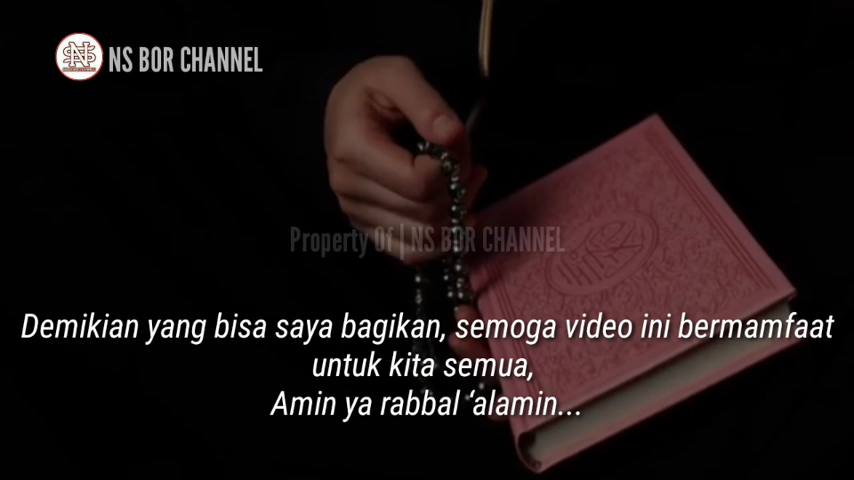 NS BOR CHANNEL
Property Of | NS BOR CHANNEL
Demikian yang bisa saya bagikan, semoga video ini bermamfaat
untuk kita semua,
Amin ya rabbal ‘alamin...